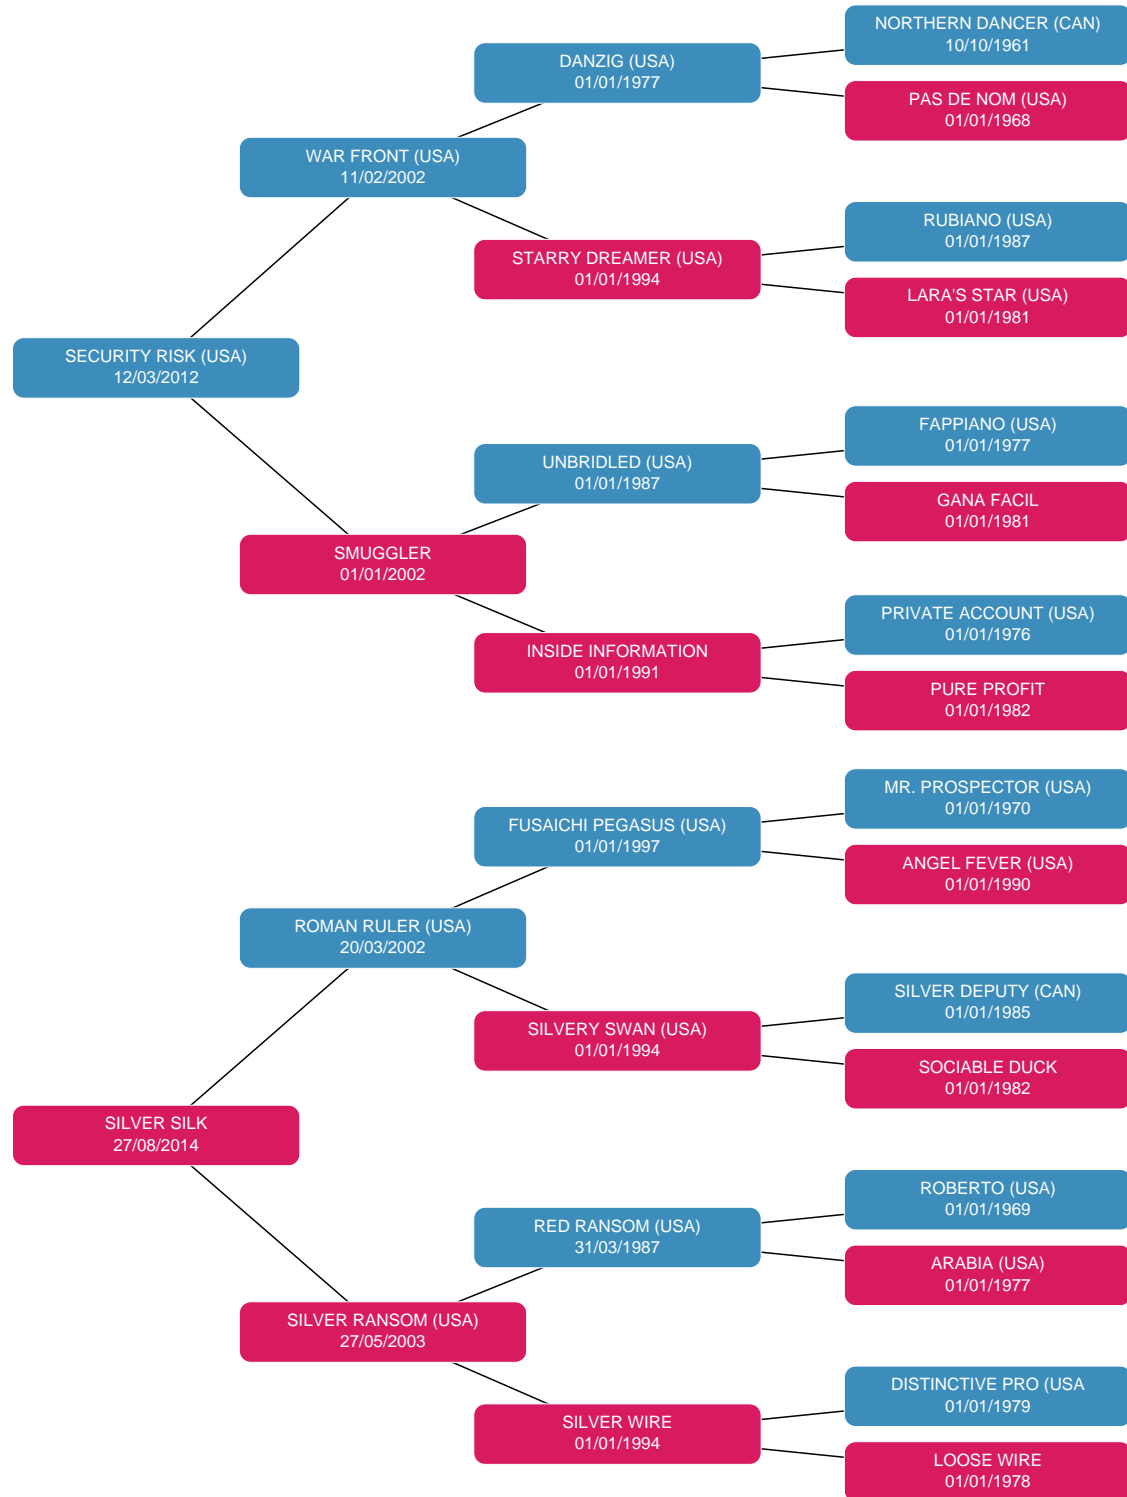 NORTHERN DANCER (CAN)
10/10/1961
DANZIG (USA)
01/01/1977
PAS DE NOM (USA)
01/01/1968
WAR FRONT (USA)
11/02/2002
RUBIANO (USA)
01/01/1987
STARRY DREAMER (USA)
01/01/1994
LARA'S STAR (USA)
01/01/1981
SECURITY RISK (USA)
12/03/2012
FAPPIANO (USA)
01/01/1977
UNBRIDLED (USA)
01/01/1987
GANA FACIL
01/01/1981
SMUGGLER
01/01/2002
PRIVATE ACCOUNT (USA)
01/01/1976
INSIDE INFORMATION
01/01/1991
PURE PROFIT
01/01/1982
MR. PROSPECTOR (USA)
01/01/1970
FUSAICHI PEGASUS (USA)
01/01/1997
ANGEL FEVER (USA)
01/01/1990
ROMAN RULER (USA)
20/03/2002
SILVER DEPUTY (CAN)
01/01/1985
SILVERY SWAN (USA)
01/01/1994
SOCIABLE DUCK
01/01/1982
SILVER SILK
27/08/2014
ROBERTO (USA)
01/01/1969
RED RANSOM (USA)
31/03/1987
ARABIA (USA)
01/01/1977
SILVER RANSOM (USA)
27/05/2003
DISTINCTIVE PRO (USA
01/01/1979
SILVER WIRE
01/01/1994
LOOSE WIRE
01/01/1978